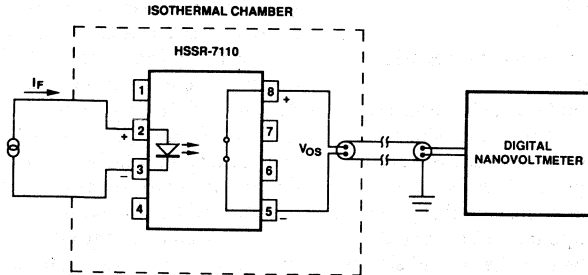 ISOTHERMAL CHAMBER
HSSR-7110
IF
1
8
+
+
2
7
VOS
DIGITAL
NANOVOLTMETER
3
6
−
4
5
−